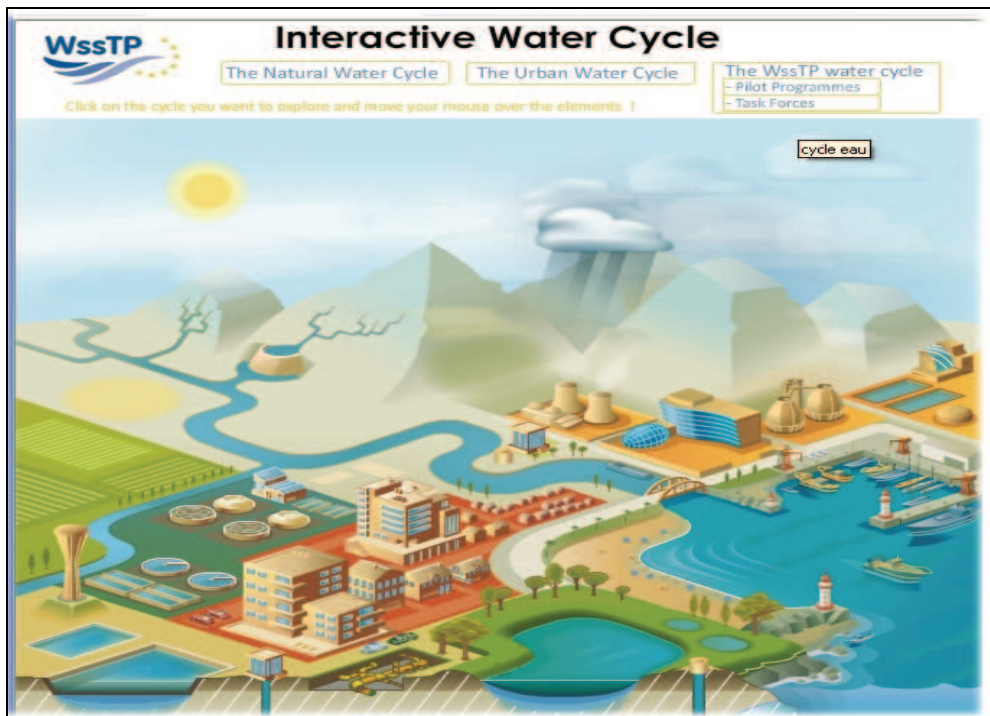 WssTP
Interactive Water Cycle
The Natural Water Cycle
The Urban Water Cycle
The WssTP water cycle
- Pilot Programmes
- Task Forces
Click on the cycle you want to explore and move your mouse over the elements !
cycle eau